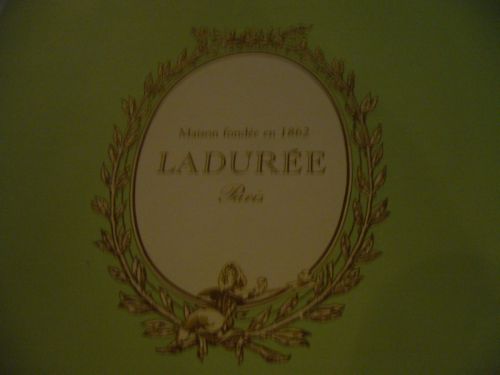 Maison fondée en 1862
LADURÉE
Paris